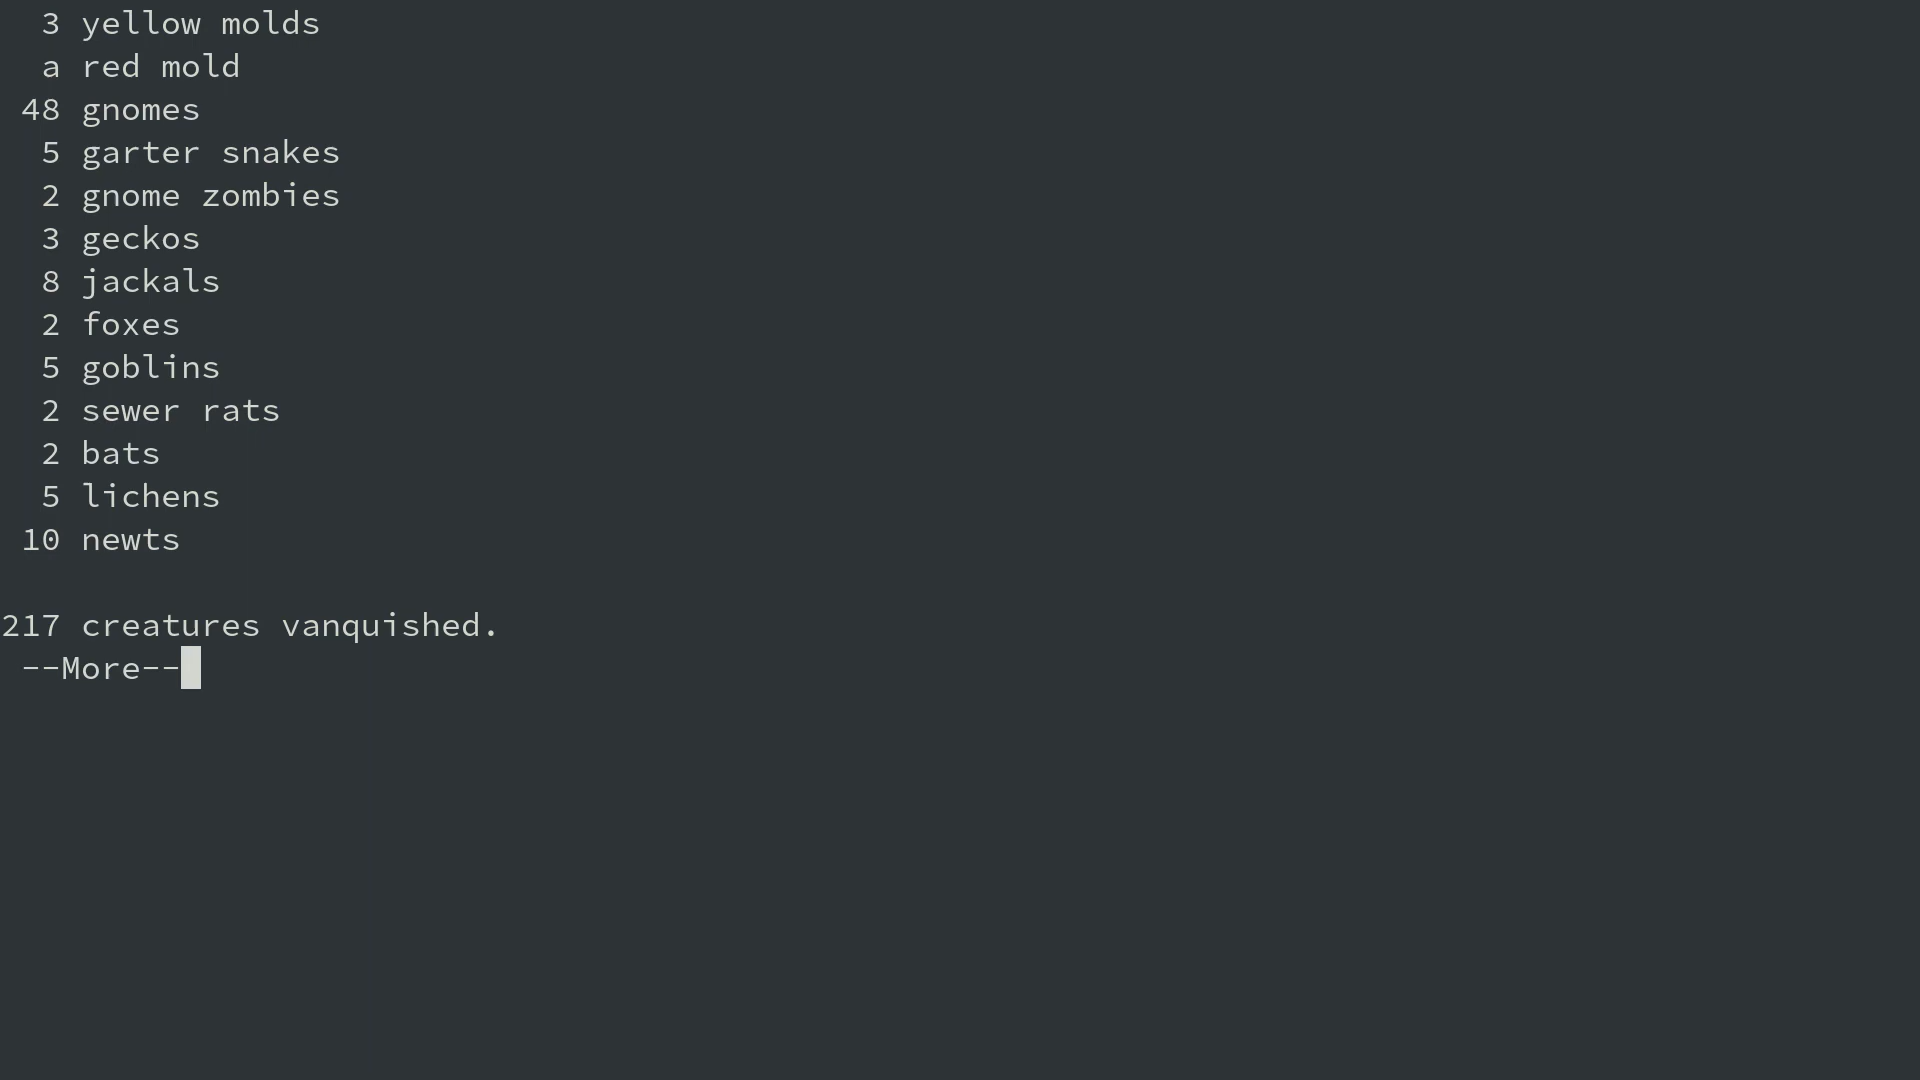 3 yellow molds
a red mold
48 gnomes
5 garter snakes
2 gnome zombies
3 geckos
8 jackals
2 foxes
5 goblins
2 sewer rats
2 bats
5 lichens
10 newts
217 creatures vanquished.
--More--